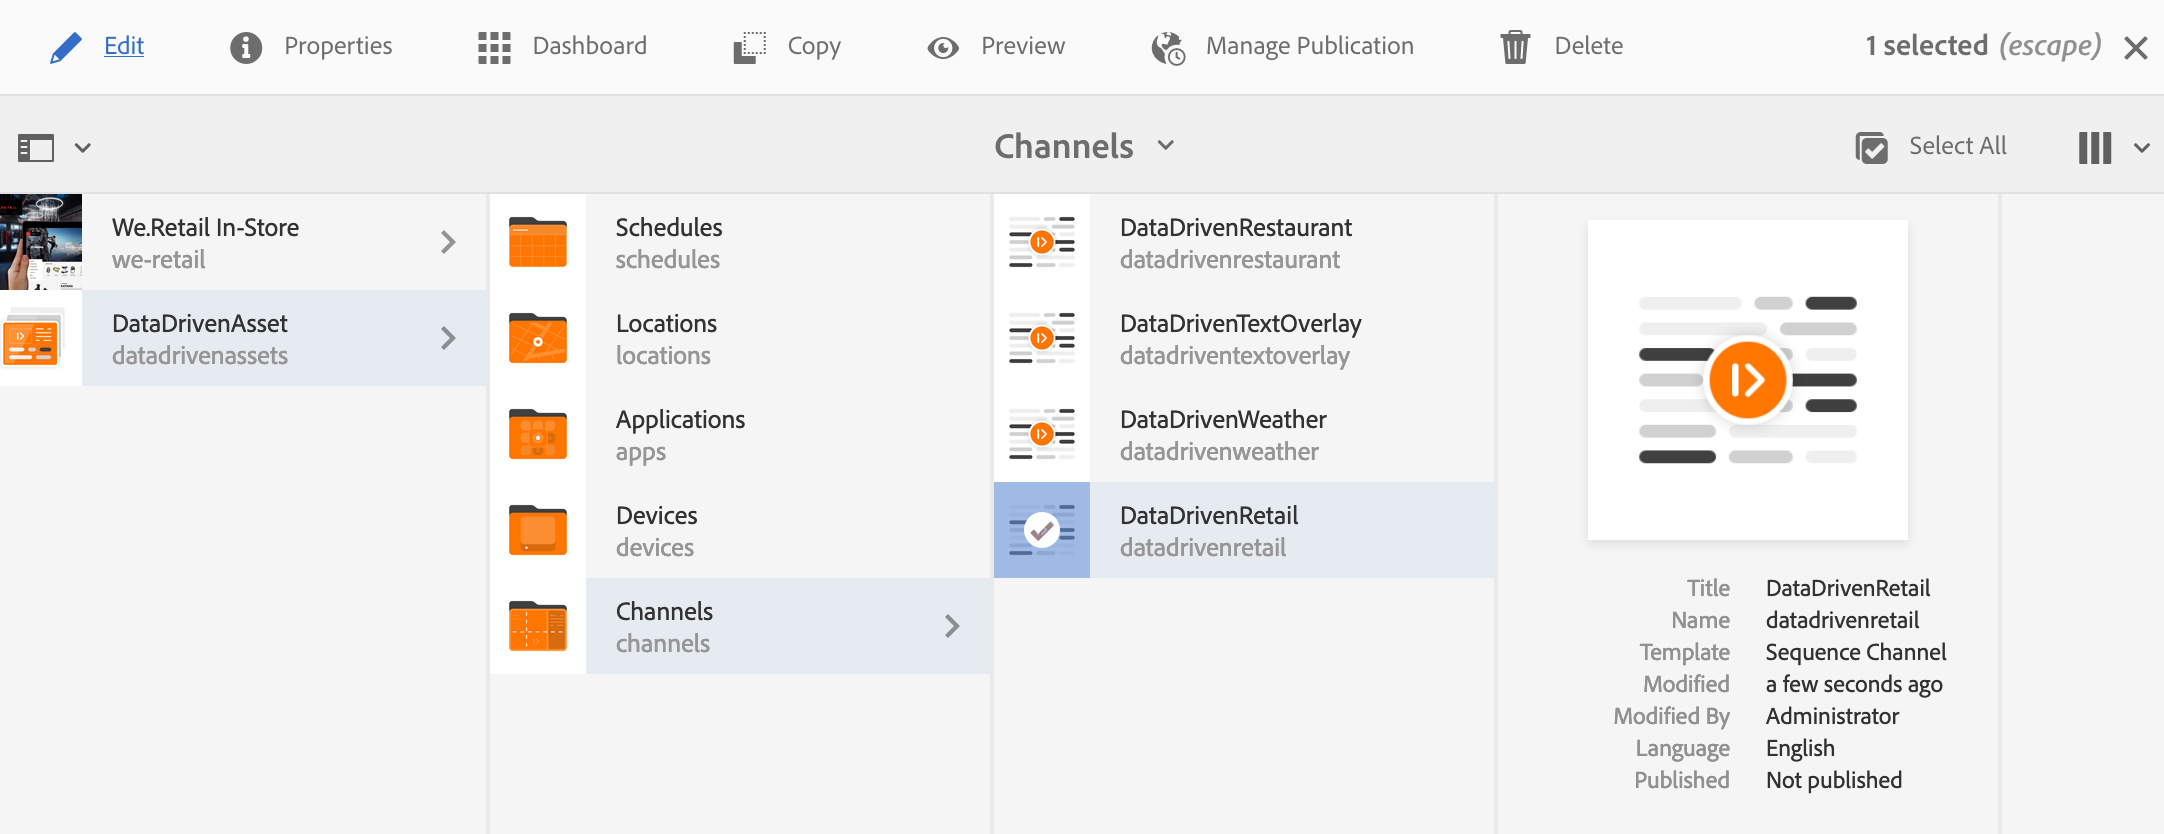 Edit
Properties
Dashboard
Copy
Preview
Manage Publication
Delete
1 selected (escape)
Channels
Select All
We.Retail In-Store
we-retail
DataDrivenAsset
datadrivenassets
Schedules
schedules
Locations
locations
Applications
apps
Devices
devices
Channels
channels
DataDrivenRestaurant
datadrivenrestaurant
DataDrivenTextOverlay
datadriventextoverlay
DataDrivenWeather
datadrivenweather
DataDrivenRetail
datadrivenretail
Title DataDrivenRetail
Name datadrivenretail
Template Sequence Channel
Modified a few seconds ago
Modified By Administrator
Language English
Published Not published